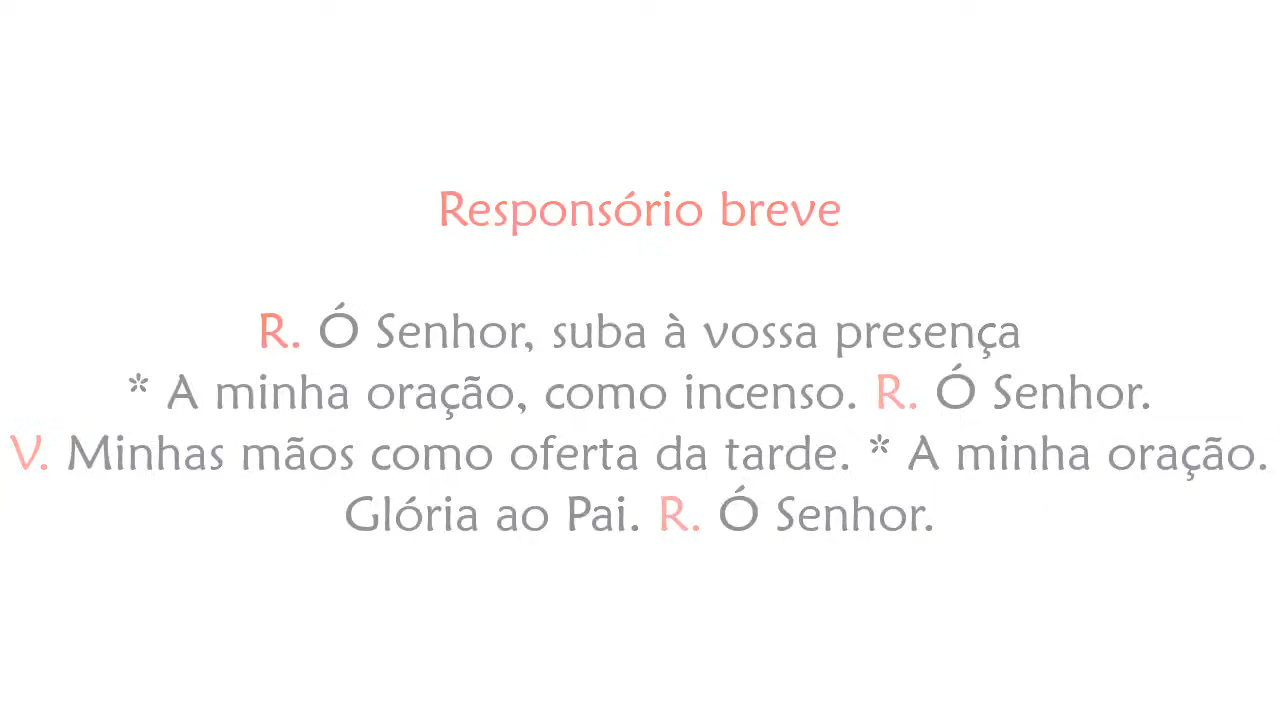 Responsório breve
R. Ó Senhor, suba à vossa presença
* A minha oração, como incenso. R. Ó Senhor.
V. Minhas mãos como oferta da tarde. * A minha oração.
Glória ao Pai. R. Ó Senhor.